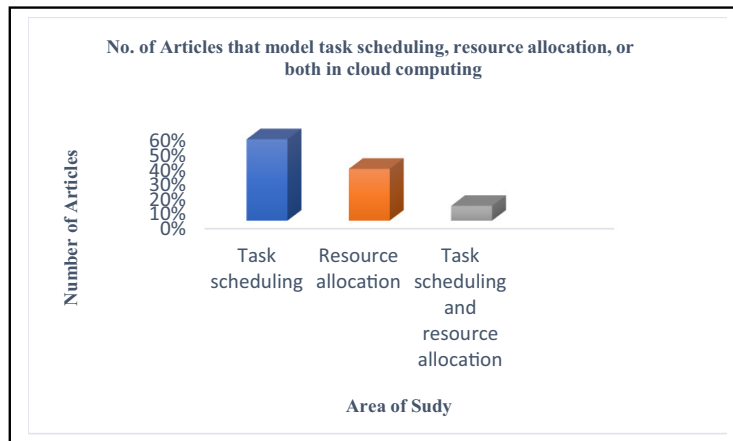 No. of Articles that model task scheduling, resource allocation, or
both in cloud computing
Number of Articles
60%
50%
40%
30%
20%
10%
0%
Task
scheduling
Resource
allocation
Task
scheduling
and
resource
allocation
Area of Sudy